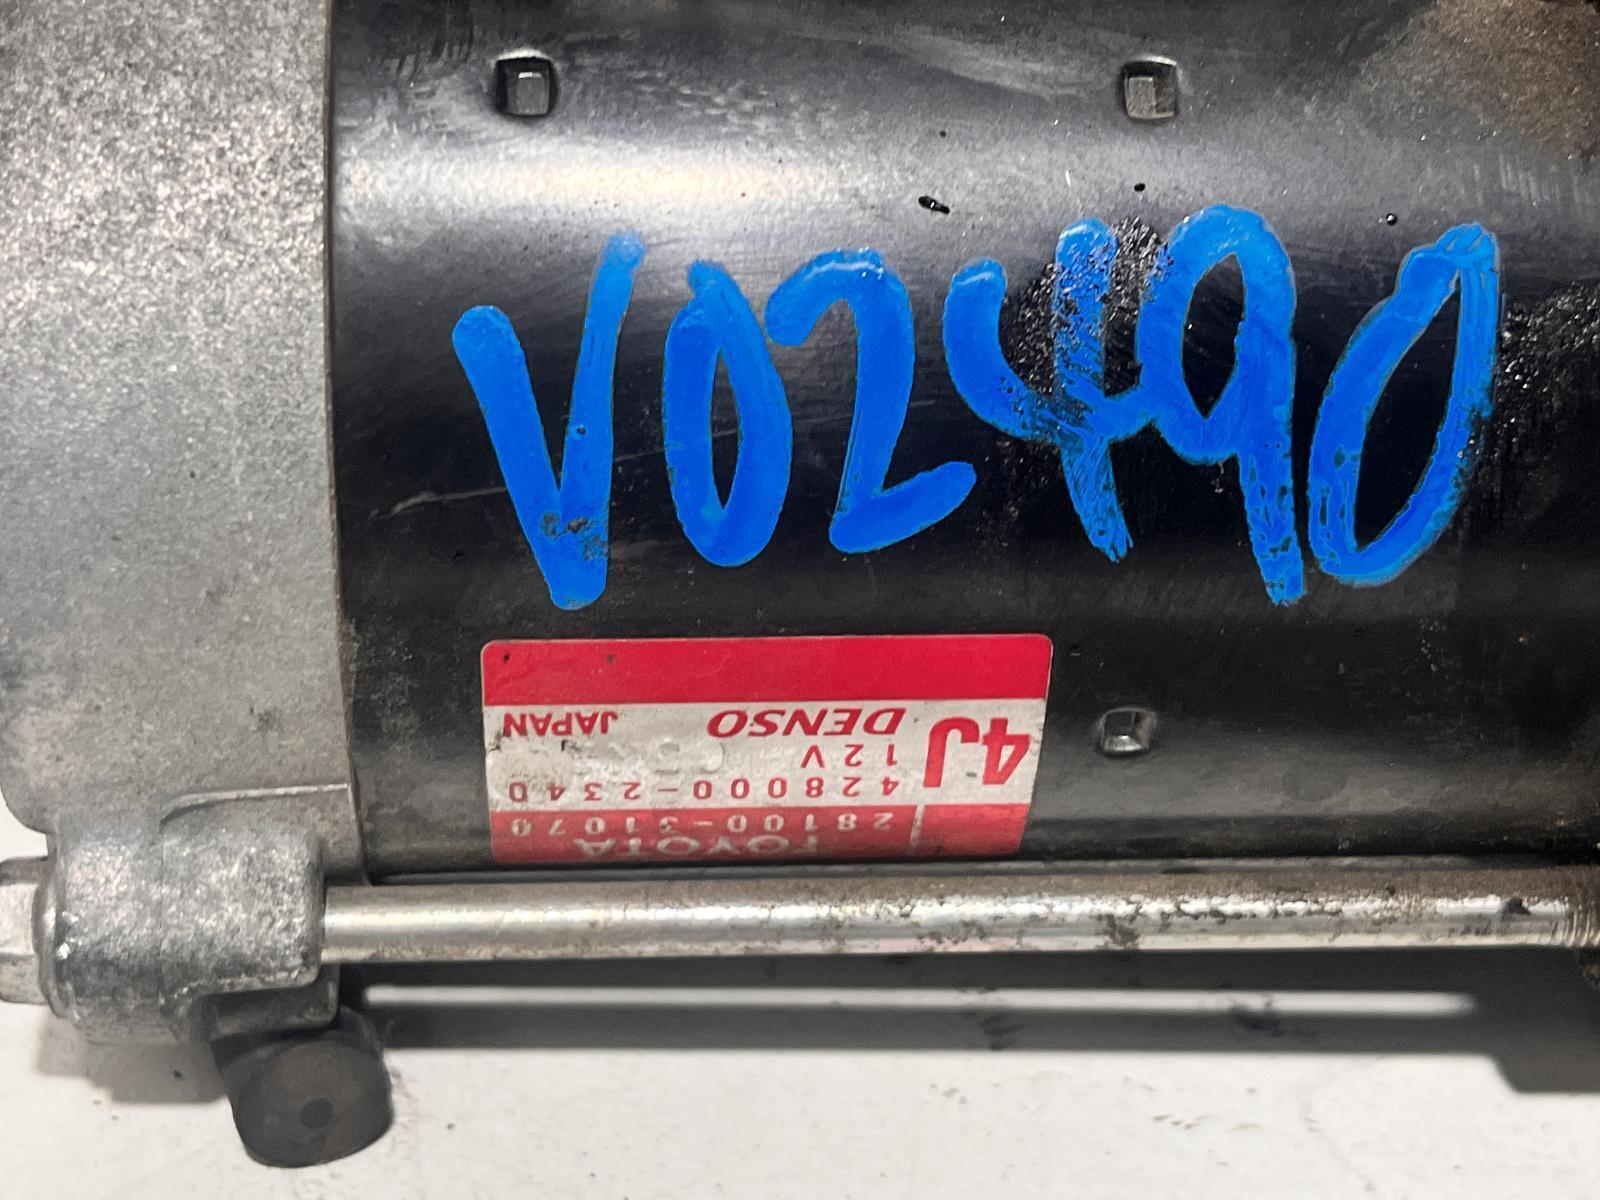 V02490
TOYOTA
28100-31070
428000-2340
12V
4J DENSO JAPAN